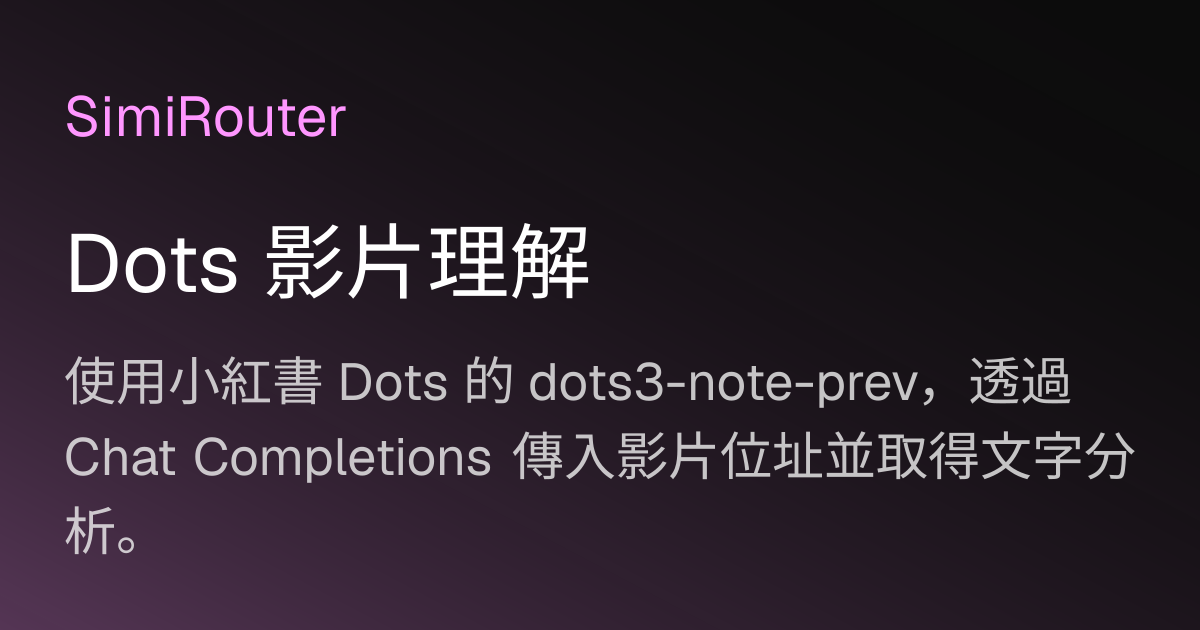 SimiRouter
Dots 影片理解
使用小紅書 Dots 的 dots3-note-prev，透過
Chat Completions 傳入影片位址並取得文字分
析。